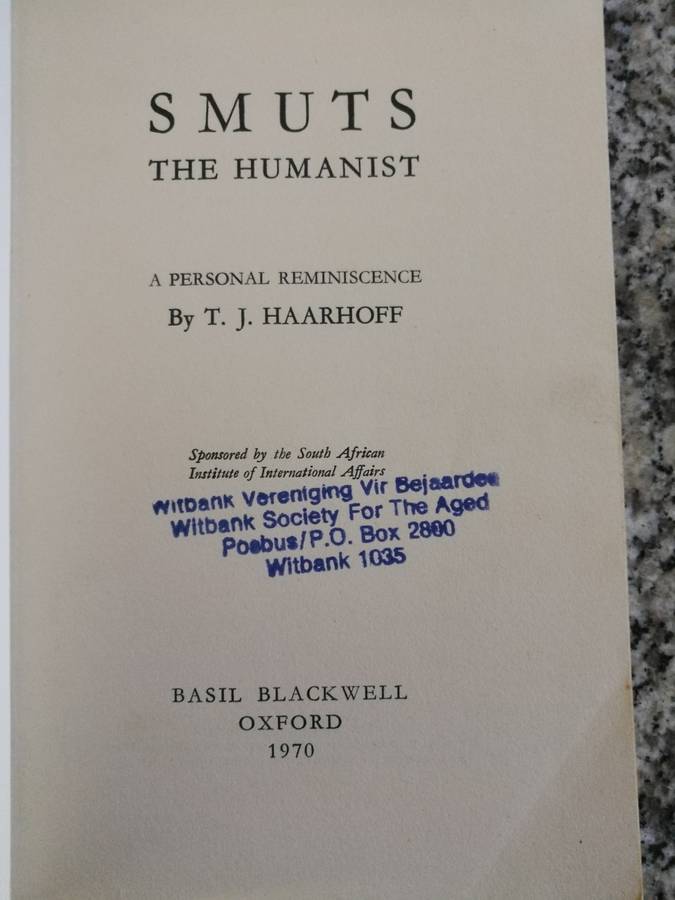 SMUTS
THE HUMANIST
A PERSONAL REMINISCENCE
By T. J. HAARHOFF
Sponsored by the South African
Institute of International Affairs
Witbank Vereniging Vir Bejaardes
Witbank Society For The Aged
Posbus/P.O. Box 2800
Witbank 1035
BASIL BLACKWELL
OXFORD
1970